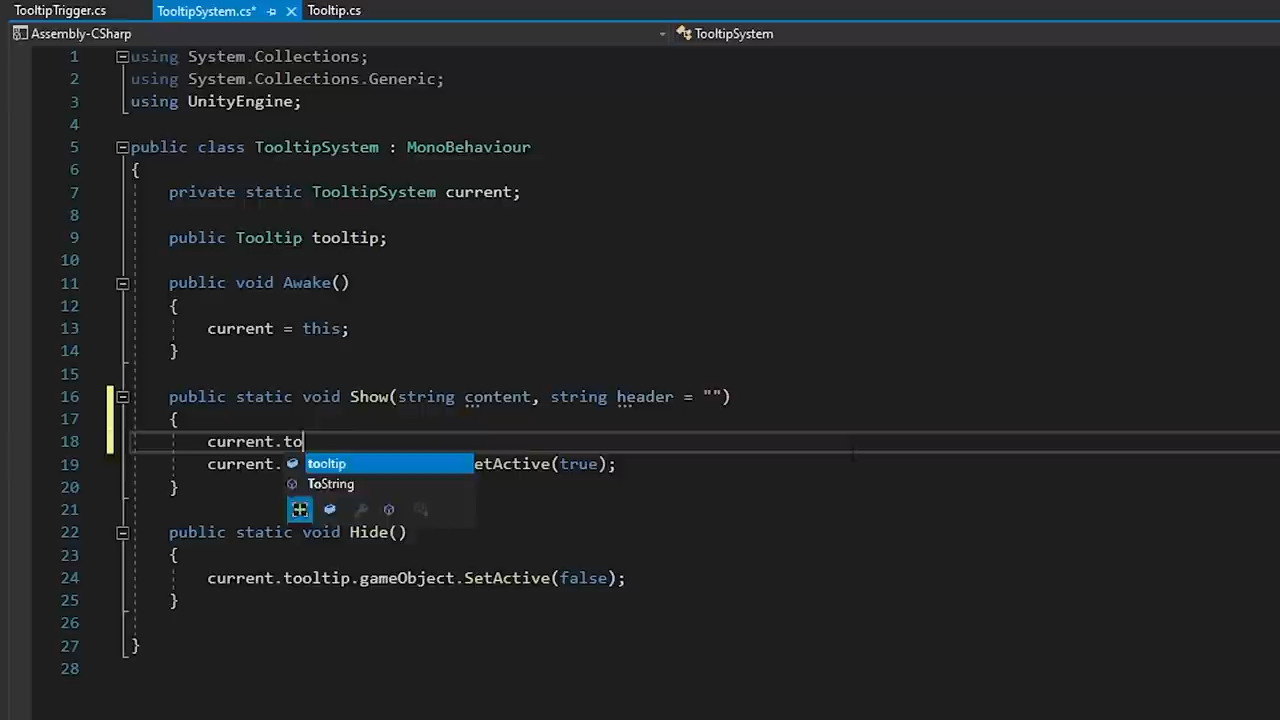 TooltipTrigger.cs TooltipSystem.cs* Tooltip.cs
Assembly-CSharp TooltipSystem
1 using System.Collections;
2 using System.Collections.Generic;
3 using UnityEngine;
4
5 public class TooltipSystem : MonoBehaviour
6 {
7 private static TooltipSystem current;
8
9 public Tooltip tooltip;
10
11 public void Awake()
12 {
13 current = this;
14 }
15
16 public static void Show(string content, string header = "")
17 {
18 current.to
19 current. etActive(true);
tooltip
ToString
20 }
21
22 public static void Hide()
23 {
24 current.tooltip.gameObject.SetActive(false);
25 }
26
27 }
28